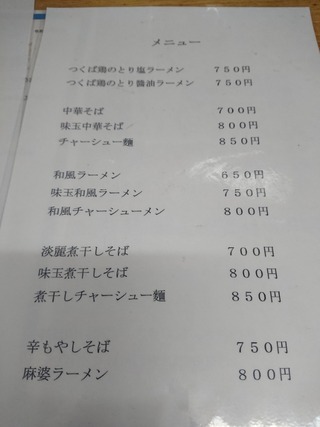 メニュー
つくば鶏のとり塩ラーメン　７５０円
つくば鶏のとり醤油ラーメン　７５０円
中華そば　７００円
味玉中華そば　８００円
チャーシュー麺　８５０円
和風ラーメン　６５０円
味玉和風ラーメン　７５０円
和風チャーシューメン　８００円
淡麗煮干しそば　７００円
味玉煮干しそば　８００円
煮干しチャーシュー麺　８５０円
辛もやしそば　７５０円
麻婆ラーメン　８００円